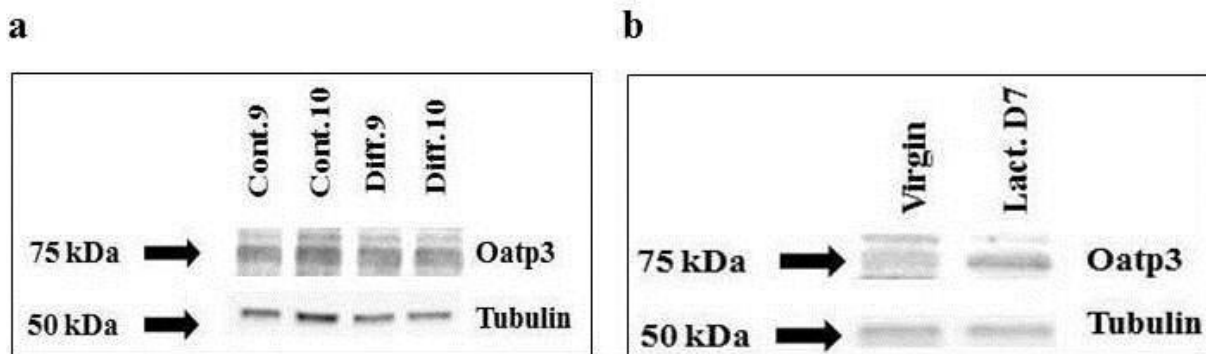 a
Cont.9
Cont.10
Diff.9
Diff.10
75 kDa
Oatp3
50 kDa
Tubulin
b
Virgin
Lact. D7
75 kDa
Oatp3
50 kDa
Tubulin